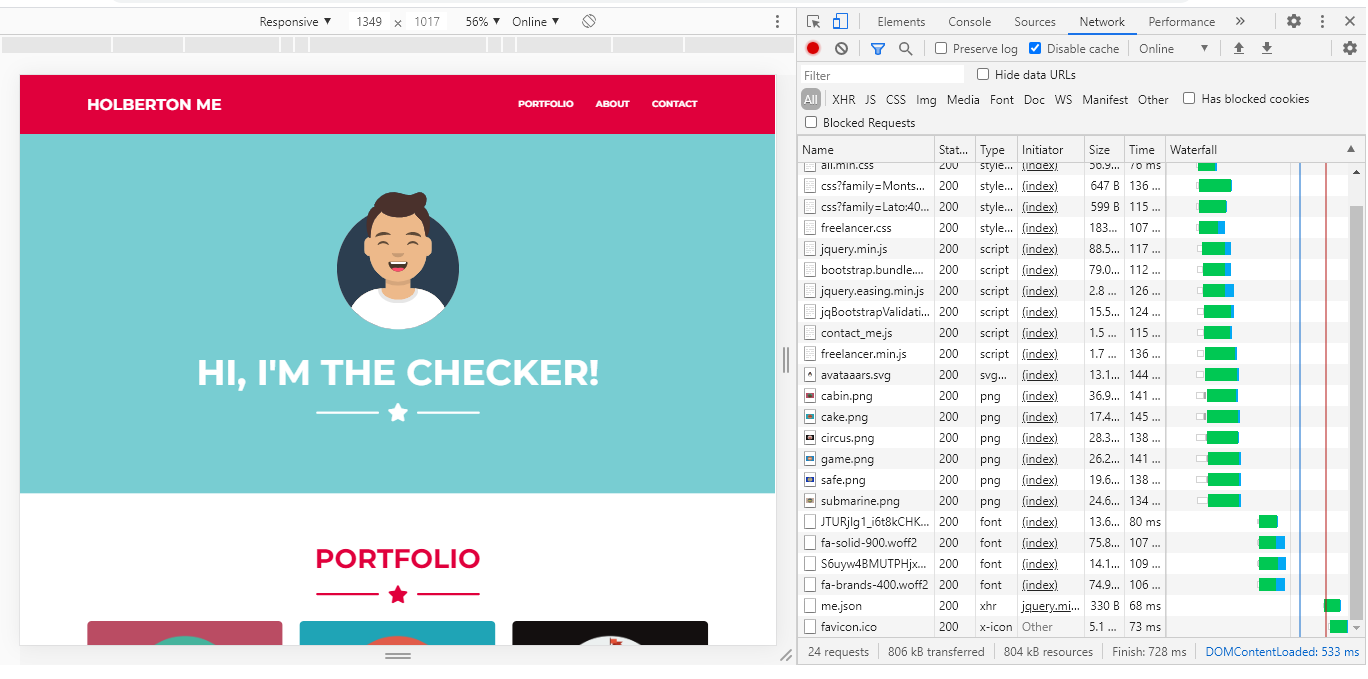 Responsive ▼ 1349 × 1017 56% ▼ Online ▼
HOLBERTON ME
PORTFOLIO ABOUT CONTACT
HI, I'M THE CHECKER!
PORTFOLIO
Elements Console Sources Network Performance »
Preserve log Disable cache Online ▼
Filter Hide data URLs
All XHR JS CSS Img Media Font Doc WS Manifest Other Has blocked cookies
Blocked Requests
Name Stat... Type Initiator Size Time Waterfall
all.min.css 200 style... (index) 56.9... 76 ms
css?family=Monts... 200 style... (index) 647 B 136 ...
css?family=Lato:40... 200 style... (index) 599 B 115 ...
freelancer.css 200 style... (index) 183... 107 ...
jquery.min.js 200 script (index) 88.5... 117 ...
bootstrap.bundle.... 200 script (index) 79.0... 112 ...
jquery.easing.min.js 200 script (index) 2.8 ... 126 ...
jqBootstrapValidati... 200 script (index) 15.5... 124 ...
contact_me.js 200 script (index) 1.5 ... 115 ...
freelancer.min.js 200 script (index) 1.7 ... 136 ...
avataaars.svg 200 svg... (index) 13.1... 144 ...
cabin.png 200 png (index) 36.9... 141 ...
cake.png 200 png (index) 17.4... 145 ...
circus.png 200 png (index) 28.3... 138 ...
game.png 200 png (index) 26.2... 141 ...
safe.png 200 png (index) 19.6... 138 ...
submarine.png 200 png (index) 24.6... 134 ...
JTURjIg1_i6t8kCHK... 200 font (index) 13.6... 80 ms
fa-solid-900.woff2 200 font (index) 75.8... 107 ...
S6uyw4BMUTPHjx... 200 font (index) 14.1... 109 ...
fa-brands-400.woff2 200 font (index) 74.9... 106 ...
me.json 200 xhr jquery.mi... 330 B 68 ms
favicon.ico 200 x-icon Other 5.1 ... 73 ms
24 requests 806 kB transferred 804 kB resources Finish: 728 ms DOMContentLoaded: 533 ms